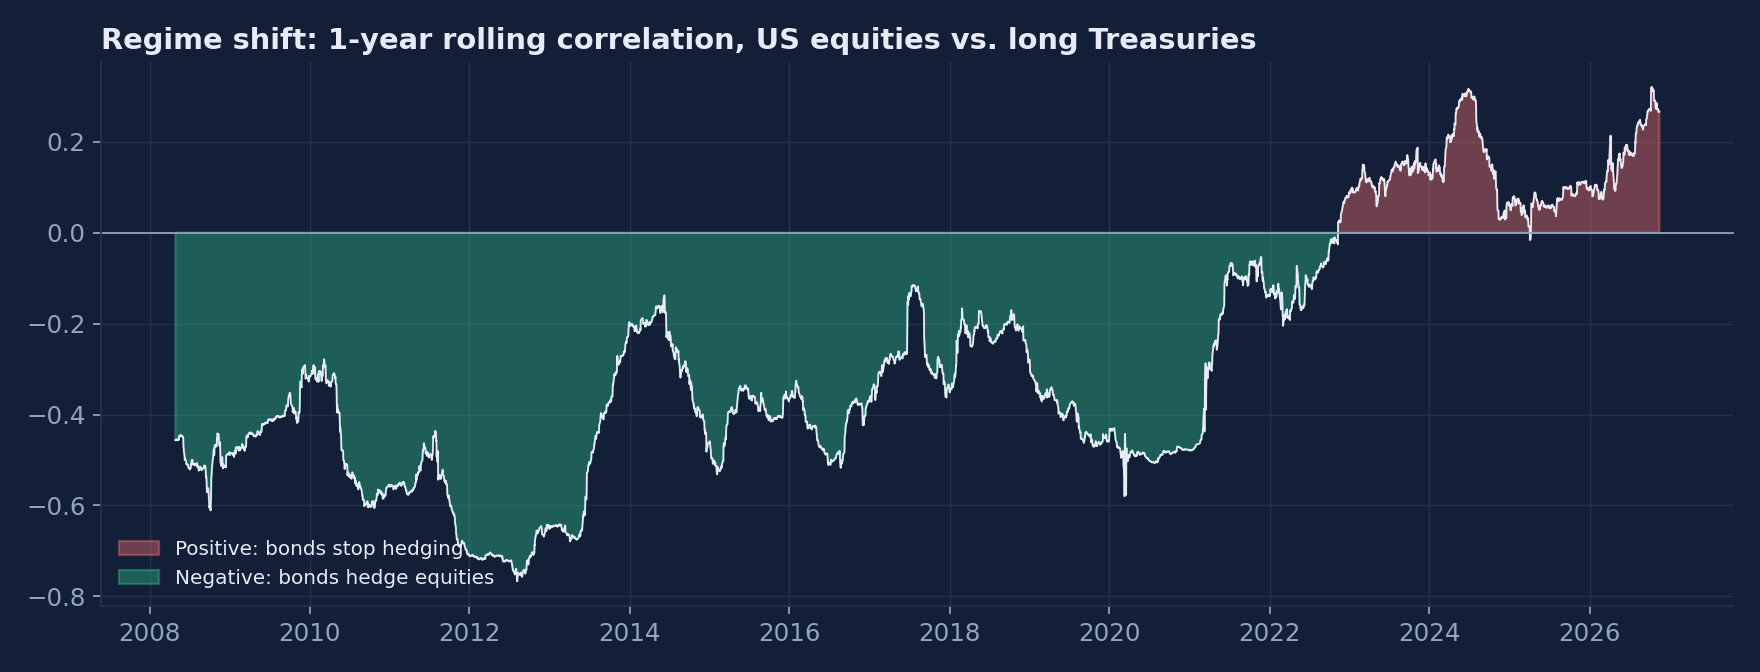 Regime shift: 1-year rolling correlation, US equities vs. long Treasuries
0.2
0.0
−0.2
−0.4
−0.6
−0.8
Positive: bonds stop hedging
Negative: bonds hedge equities
2008 2010 2012 2014 2016 2018 2020 2022 2024 2026